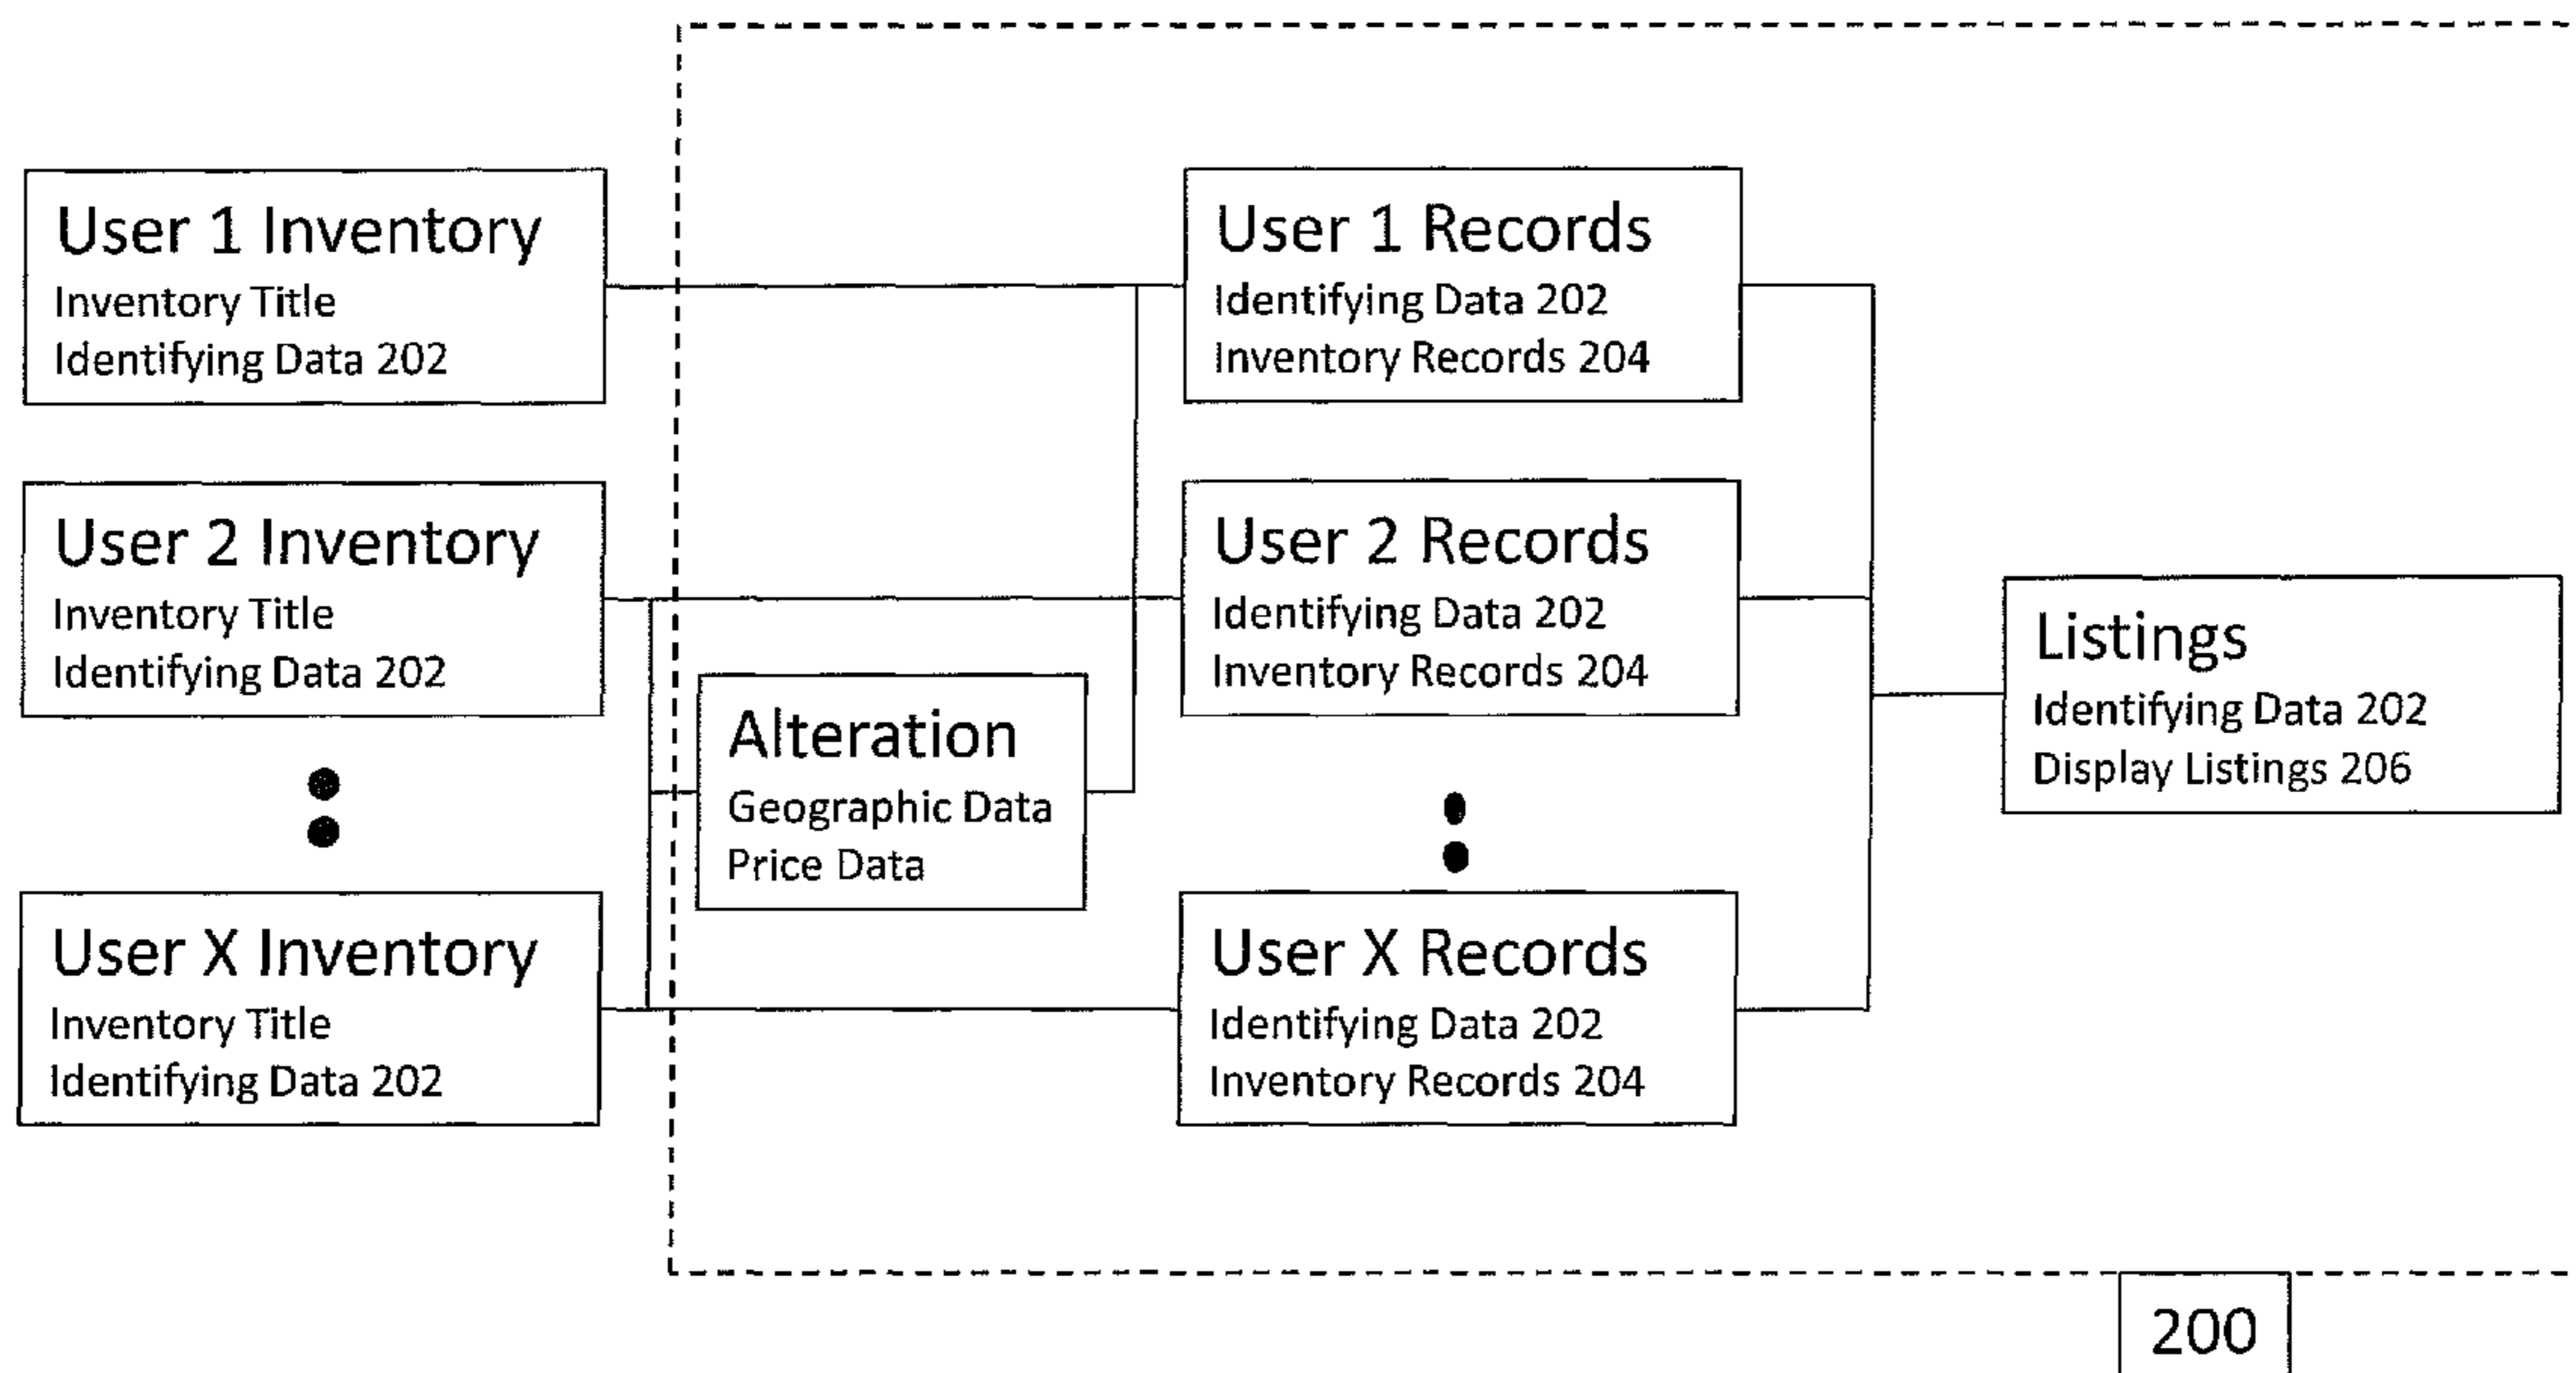 User 1 Inventory
Inventory Title
Identifying Data 202
User 1 Records
Identifying Data 202
Inventory Records 204
User 2 Inventory
Inventory Title
Identifying Data 202
User 2 Records
Identifying Data 202
Inventory Records 204
Alteration
Geographic Data
Price Data
Listings
Identifying Data 202
Display Listings 206
User X Inventory
Inventory Title
Identifying Data 202
User X Records
Identifying Data 202
Inventory Records 204
200